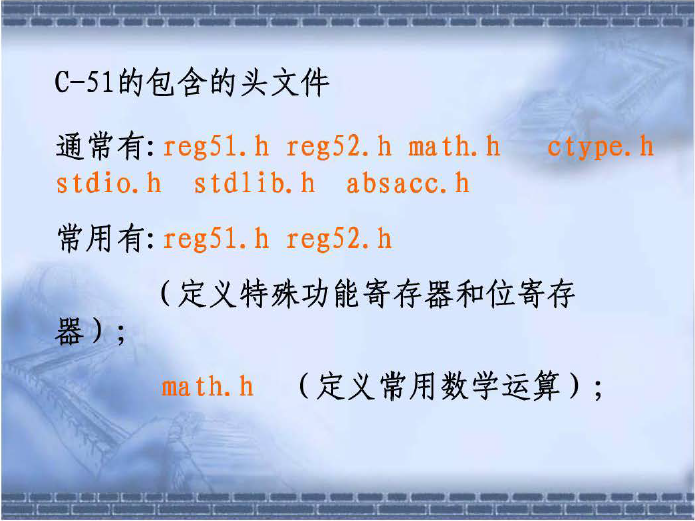 C-51的包含的头文件
通常有:reg51.h reg52.h math.h ctype.h
stdio.h stdlib.h absacc.h
常用有:reg51.h reg52.h
(定义特殊功能寄存器和位寄存
器);
math.h (定义常用数学运算);